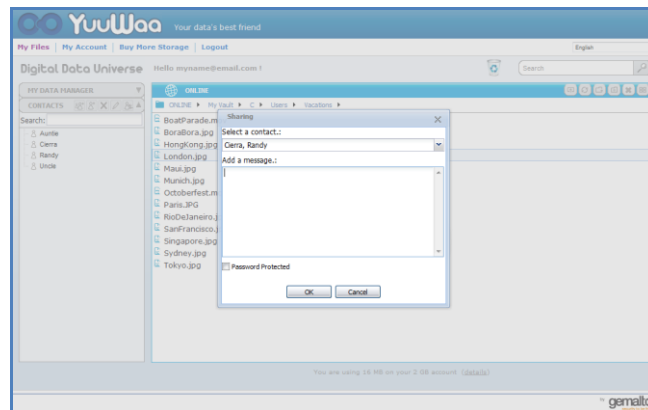 YuuWaa Your data's best friend
My Files | My Account | Buy More Storage | Logout
English
Digital Data Universe Hello myname@email.com !
Search
MY DATA MANAGER
ONLINE
CONTACTS
ONLINE My Vault C Users Vacations
Search:
Auntie
Cierra
Randy
Uncle
BoatParade.m
BoraBora.jpg
HongKong.jpg
London.jpg
Maui.jpg
Munich.jpg
Octoberfest.m
Paris.JPG
RioDeJaneiro.j
SanFrancisco.j
Singapore.jpg
Sydney.jpg
Tokyo.jpg
Sharing
Select a contact.:
Cierra, Randy
Add a message.:
Password Protected
OK Cancel
You are using 16 MB on your 2 GB account (details)
gemalto